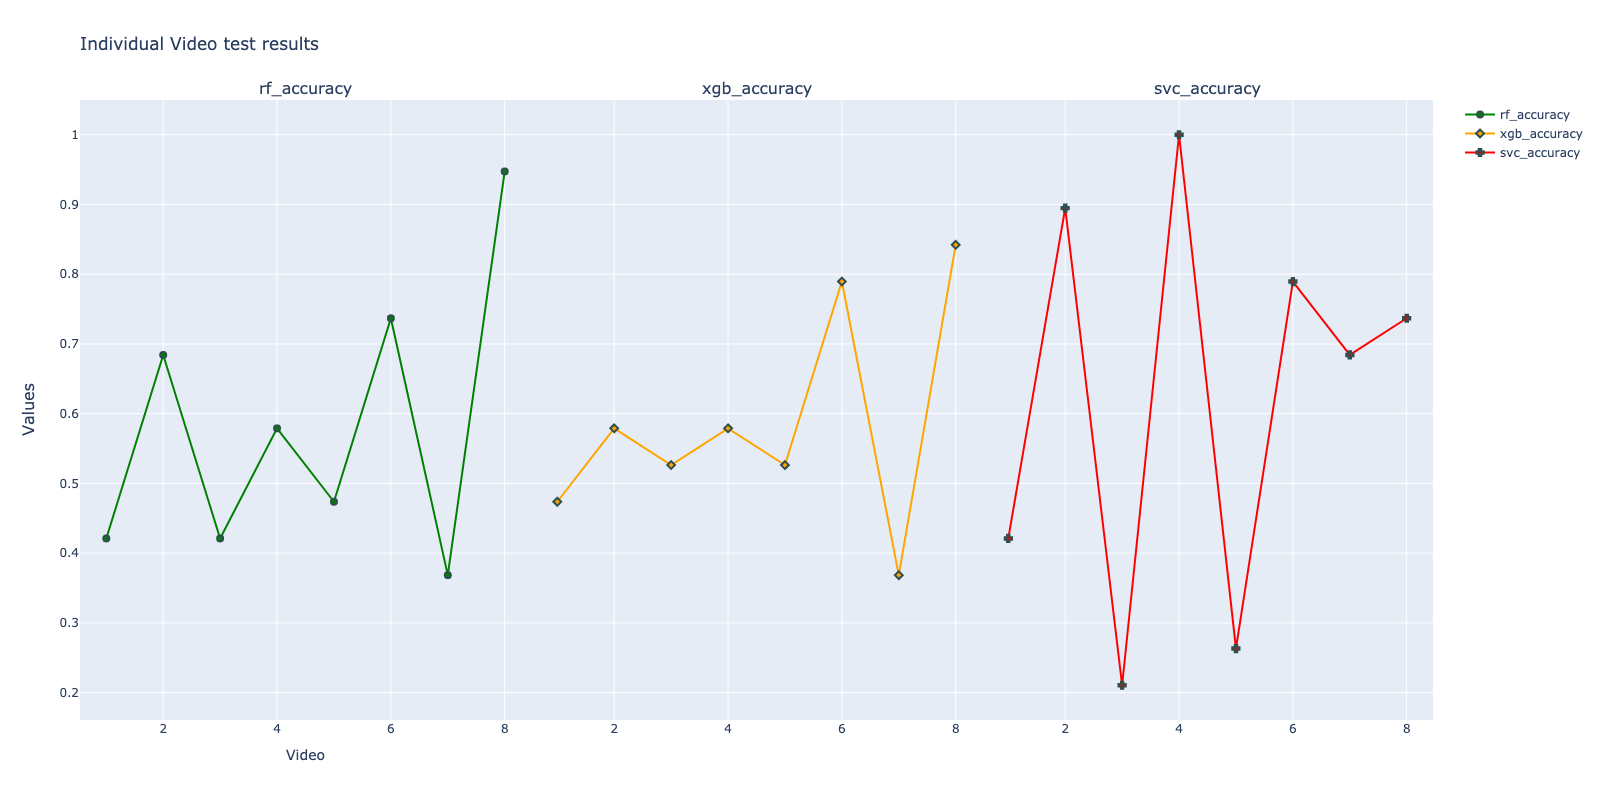 Individual Video test results
rf_accuracy
xgb_accuracy
svc_accuracy
rf_accuracy
xgb_accuracy
svc_accuracy
Values
1
0.9
0.8
0.7
0.6
0.5
0.4
0.3
0.2
2 4 6 8
2 4 6 8
2 4 6 8
Video